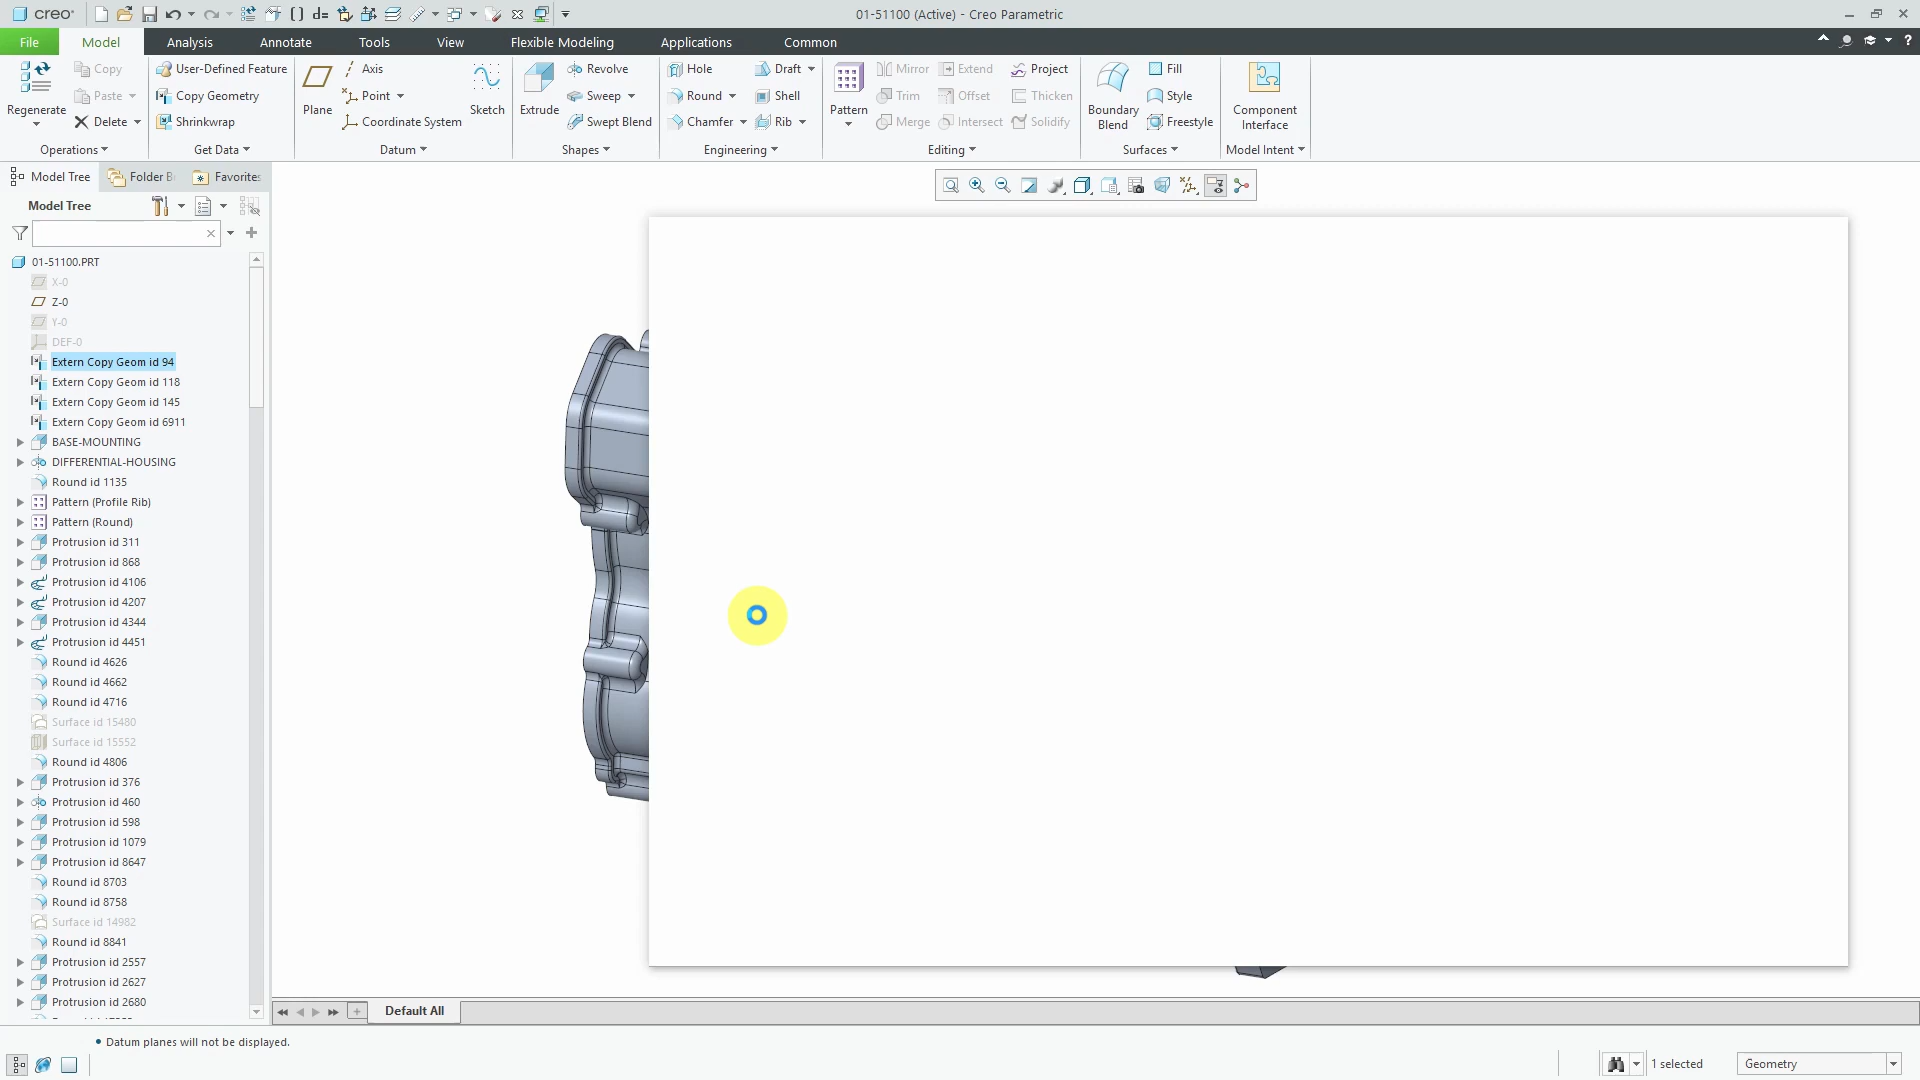 creo
01-51100 (Active) - Creo Parametric
File
Model
Analysis
Annotate
Tools
View
Flexible Modeling
Applications
Common
Regenerate
Copy
Paste
Delete
Operations
User-Defined Feature
Copy Geometry
Shrinkwrap
Get Data
Plane
Axis
Point
Coordinate System
Sketch
Datum
Extrude
Revolve
Sweep
Swept Blend
Shapes
Hole
Round
Chamfer
Draft
Shell
Rib
Engineering
Pattern
Mirror
Trim
Merge
Extend
Offset
Intersect
Project
Thicken
Solidify
Editing
Boundary
Blend
Fill
Style
Freestyle
Surfaces
Component
Interface
Model Intent
Model Tree
Folder B
Favorites
Model Tree
01-51100.PRT
X-0
Z-0
Y-0
DEF-0
Extern Copy Geom id 94
Extern Copy Geom id 118
Extern Copy Geom id 145
Extern Copy Geom id 6911
BASE-MOUNTING
DIFFERENTIAL-HOUSING
Round id 1135
Pattern (Profile Rib)
Pattern (Round)
Protrusion id 311
Protrusion id 868
Protrusion id 4106
Protrusion id 4207
Protrusion id 4344
Protrusion id 4451
Round id 4626
Round id 4662
Round id 4716
Surface id 15480
Surface id 15552
Round id 4806
Protrusion id 376
Protrusion id 460
Protrusion id 598
Protrusion id 1079
Protrusion id 8647
Round id 8703
Round id 8758
Surface id 14982
Round id 8841
Protrusion id 2557
Protrusion id 2627
Protrusion id 2680
Default All
• Datum planes will not be displayed.
1 selected
Geometry